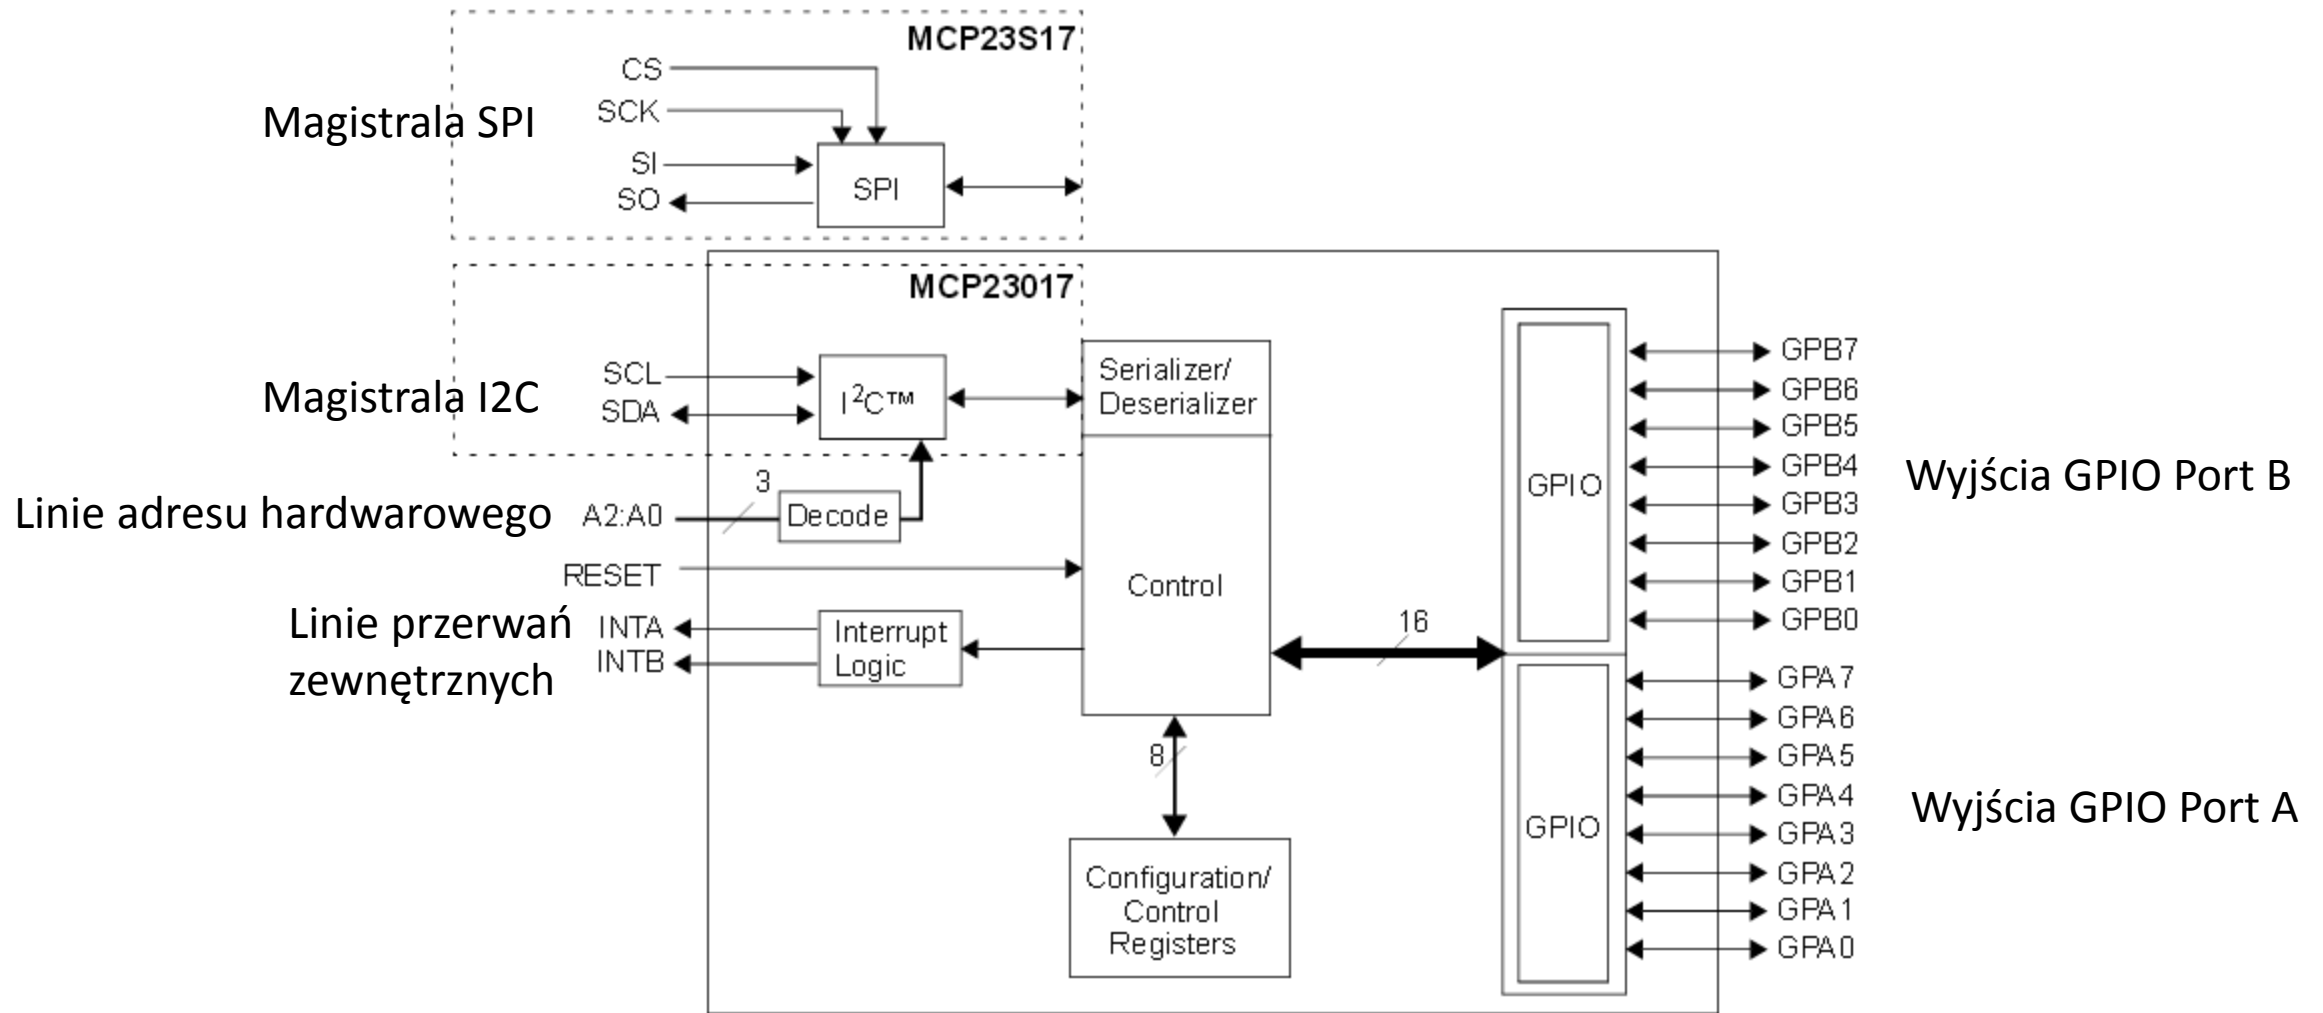 MCP23S17
CS
Magistrala SPI
SCK
SI
SO
SPI
MCP23017
Magistrala I2C
SCL
SDA
I²C™
Serializer/
Deserializer
Linie adresu hardwarowego
A2:A0
3
Decode
RESET
Control
Linie przerwań
zewnętrznych
INTA
INTB
Interrupt
Logic
16
8
Configuration/
Control
Registers
GPIO
GPIO
GPB7
GPB6
GPB5
GPB4
GPB3
GPB2
GPB1
GPB0
Wyjścia GPIO Port B
GPA7
GPA6
GPA5
GPA4
GPA3
GPA2
GPA1
GPA0
Wyjścia GPIO Port A